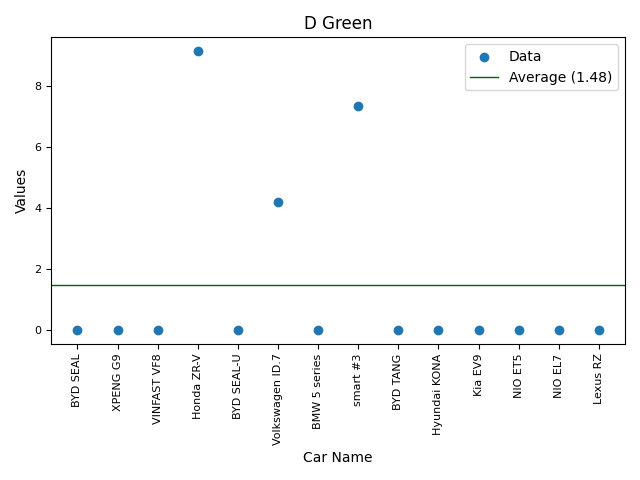 D Green
Data
Average (1.48)
Values
8
6
4
2
0
BYD SEAL
XPENG G9
VINFAST VF8
Honda ZR-V
BYD SEAL-U
Volkswagen ID.7
BMW 5 series
smart #3
BYD TANG
Hyundai KONA
Kia EV9
NIO ET5
NIO EL7
Lexus RZ
Car Name